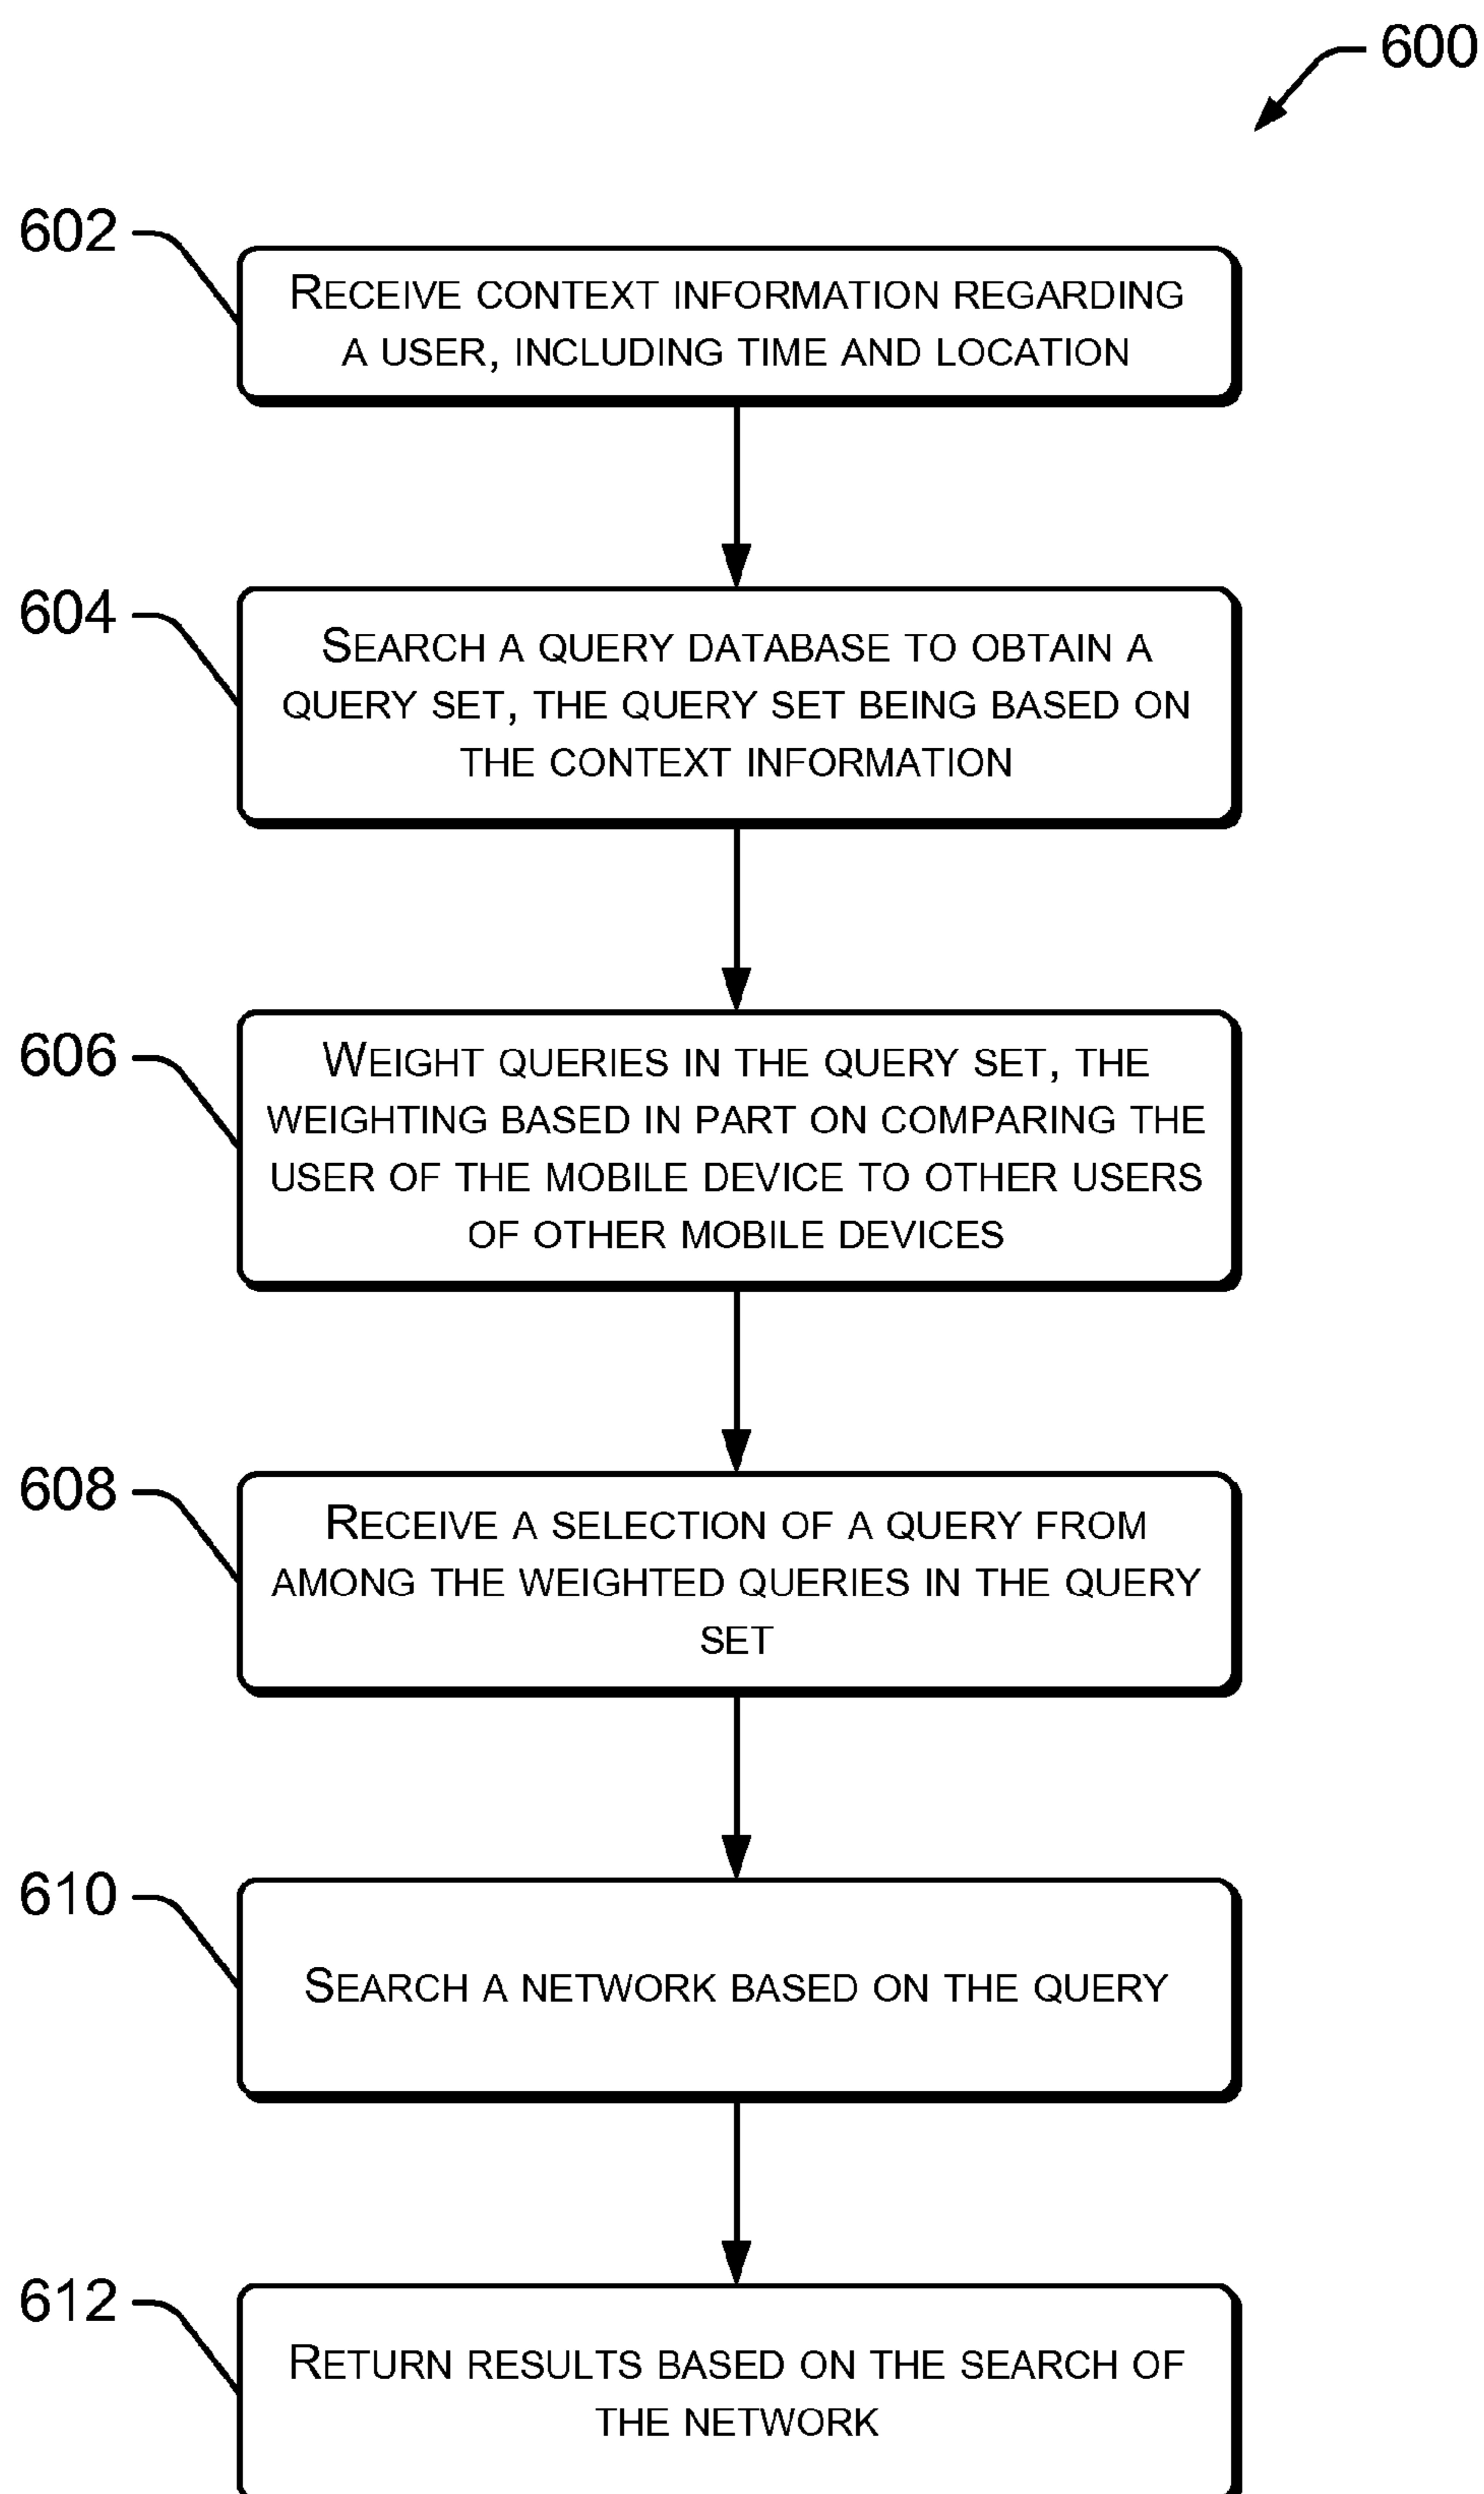 600
602
RECEIVE CONTEXT INFORMATION REGARDING
A USER, INCLUDING TIME AND LOCATION
604
SEARCH A QUERY DATABASE TO OBTAIN A
QUERY SET, THE QUERY SET BEING BASED ON
THE CONTEXT INFORMATION
606
WEIGHT QUERIES IN THE QUERY SET, THE
WEIGHTING BASED IN PART ON COMPARING THE
USER OF THE MOBILE DEVICE TO OTHER USERS
OF OTHER MOBILE DEVICES
608
RECEIVE A SELECTION OF A QUERY FROM
AMONG THE WEIGHTED QUERIES IN THE QUERY
SET
610
SEARCH A NETWORK BASED ON THE QUERY
612
RETURN RESULTS BASED ON THE SEARCH OF
THE NETWORK